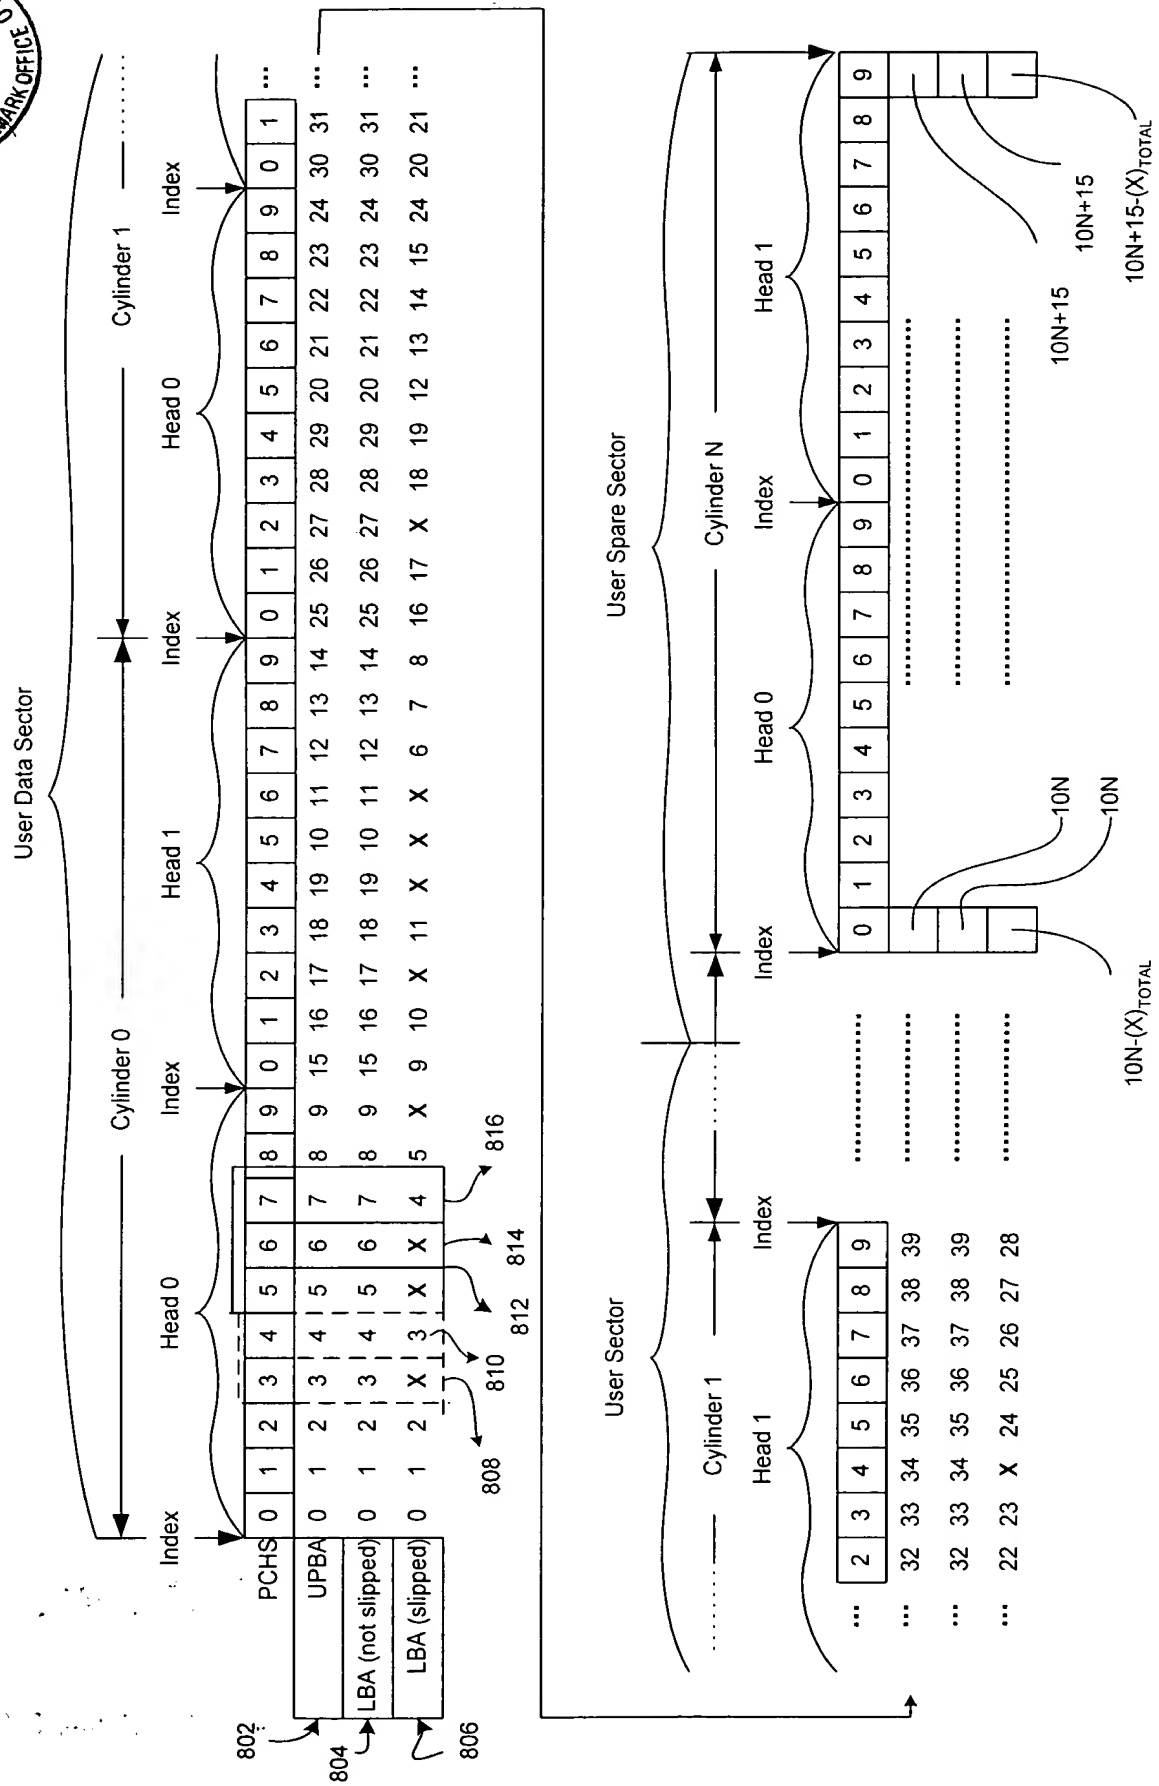 MARK OFFICE
User Data Sector
Cylinder 0 Cylinder 1
Index Head 0 Index Head 1 Index Head 0 Index
PCHS 0 1 2 3 4 5 6 7 8 9 0 1 2 3 4 5 6 7 8 9 0 1 2 3 4 5 6 7 8 9 0 1 ...
802 UPBA 0 1 2 3 4 5 6 7 8 9 15 16 17 18 19 10 11 12 13 14 25 26 27 28 29 20 21 22 23 24 30 31 ...
804 LBA (not slipped) 0 1 2 3 4 5 6 7 8 9 15 16 17 18 19 10 11 12 13 14 25 26 27 28 29 20 21 22 23 24 30 31 ...
806 LBA (slipped) 0 1 2 X 3 X X 4 5 X 9 10 X 11 X X X 6 7 8 16 17 X 18 19 12 13 14 15 24 20 21 ...
808 810 812 814 816
User Sector User Spare Sector
Cylinder 1 Cylinder N
Head 1 Index Index Head 0 Index Head 1
... 2 3 4 5 6 7 8 9 0 1 2 3 4 5 6 7 8 9 0 1 2 3 4 5 6 7 8 9
... 32 33 34 35 36 37 38 39
... 32 33 34 35 36 37 38 39
... 22 23 X 24 25 26 27 28
10N 10N+15
10N 10N+15
10N-(X)TOTAL 10N+15-(X)TOTAL